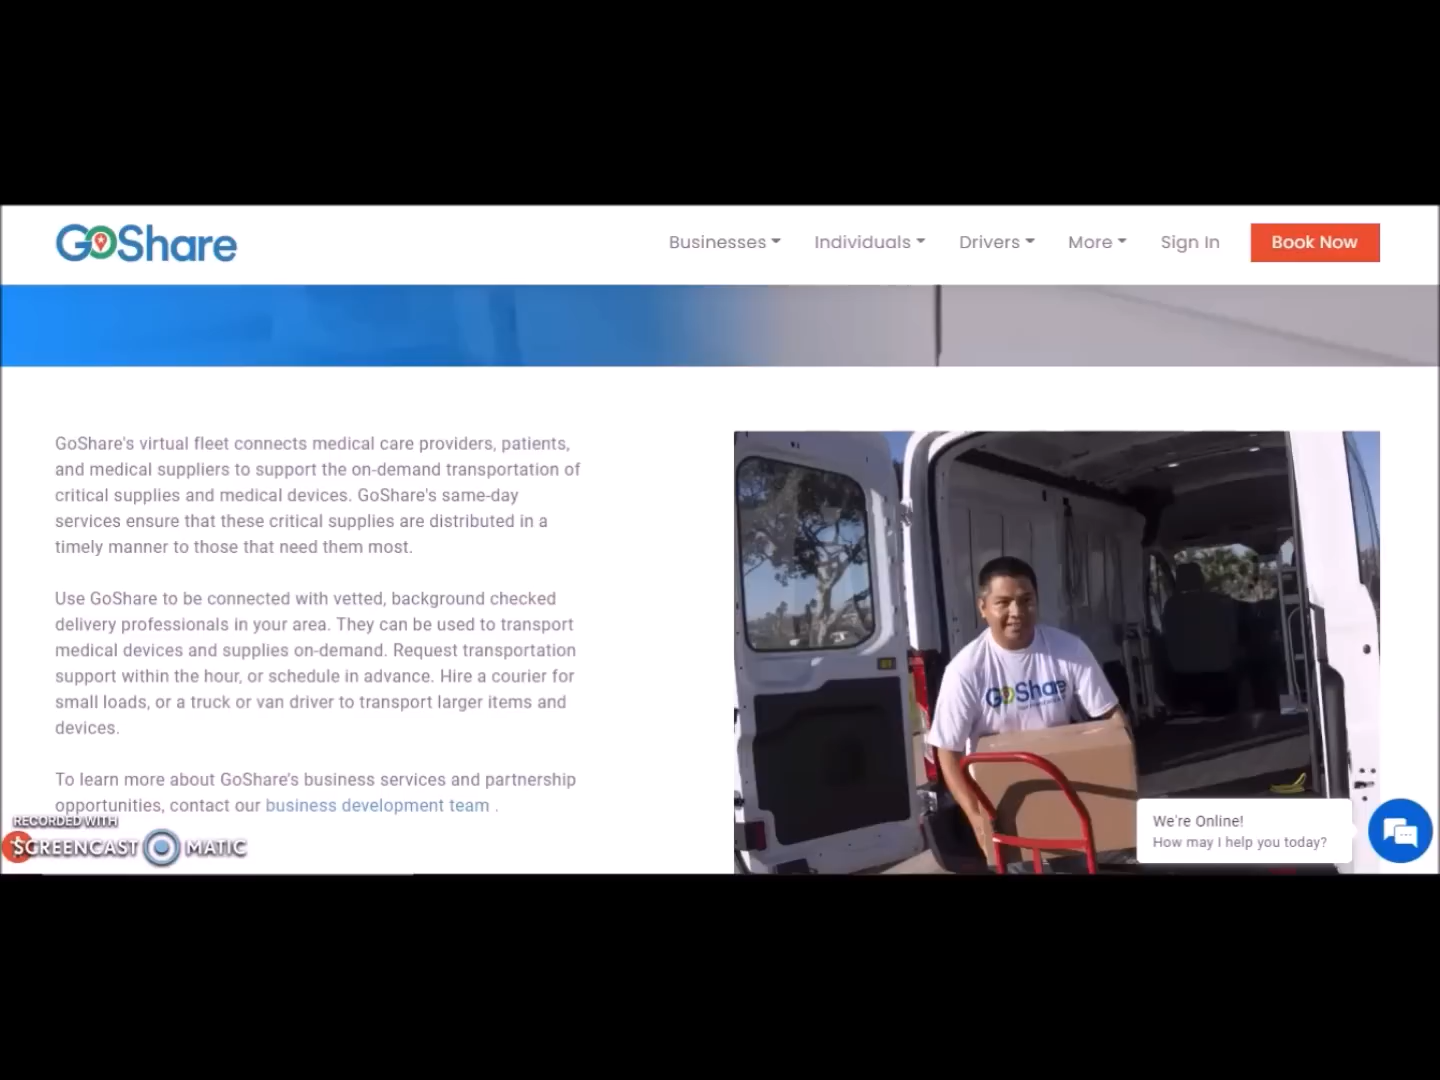 GoShare
Businesses
Individuals
Drivers
More
Sign In
Book Now
GoShare's virtual fleet connects medical care providers, patients,
and medical suppliers to support the on-demand transportation of
critical supplies and medical devices. GoShare's same-day
services ensure that these critical supplies are distributed in a
timely manner to those that need them most.
Use GoShare to be connected with vetted, background checked
delivery professionals in your area. They can be used to transport
medical devices and supplies on-demand. Request transportation
support within the hour, or schedule in advance. Hire a courier for
small loads, or a truck or van driver to transport larger items and
devices.
To learn more about GoShare's business services and partnership
opportunities, contact our business development team .
GoShare
We're Online!
How may I help you today?
RECORDED WITH
SCREENCAST MATIC